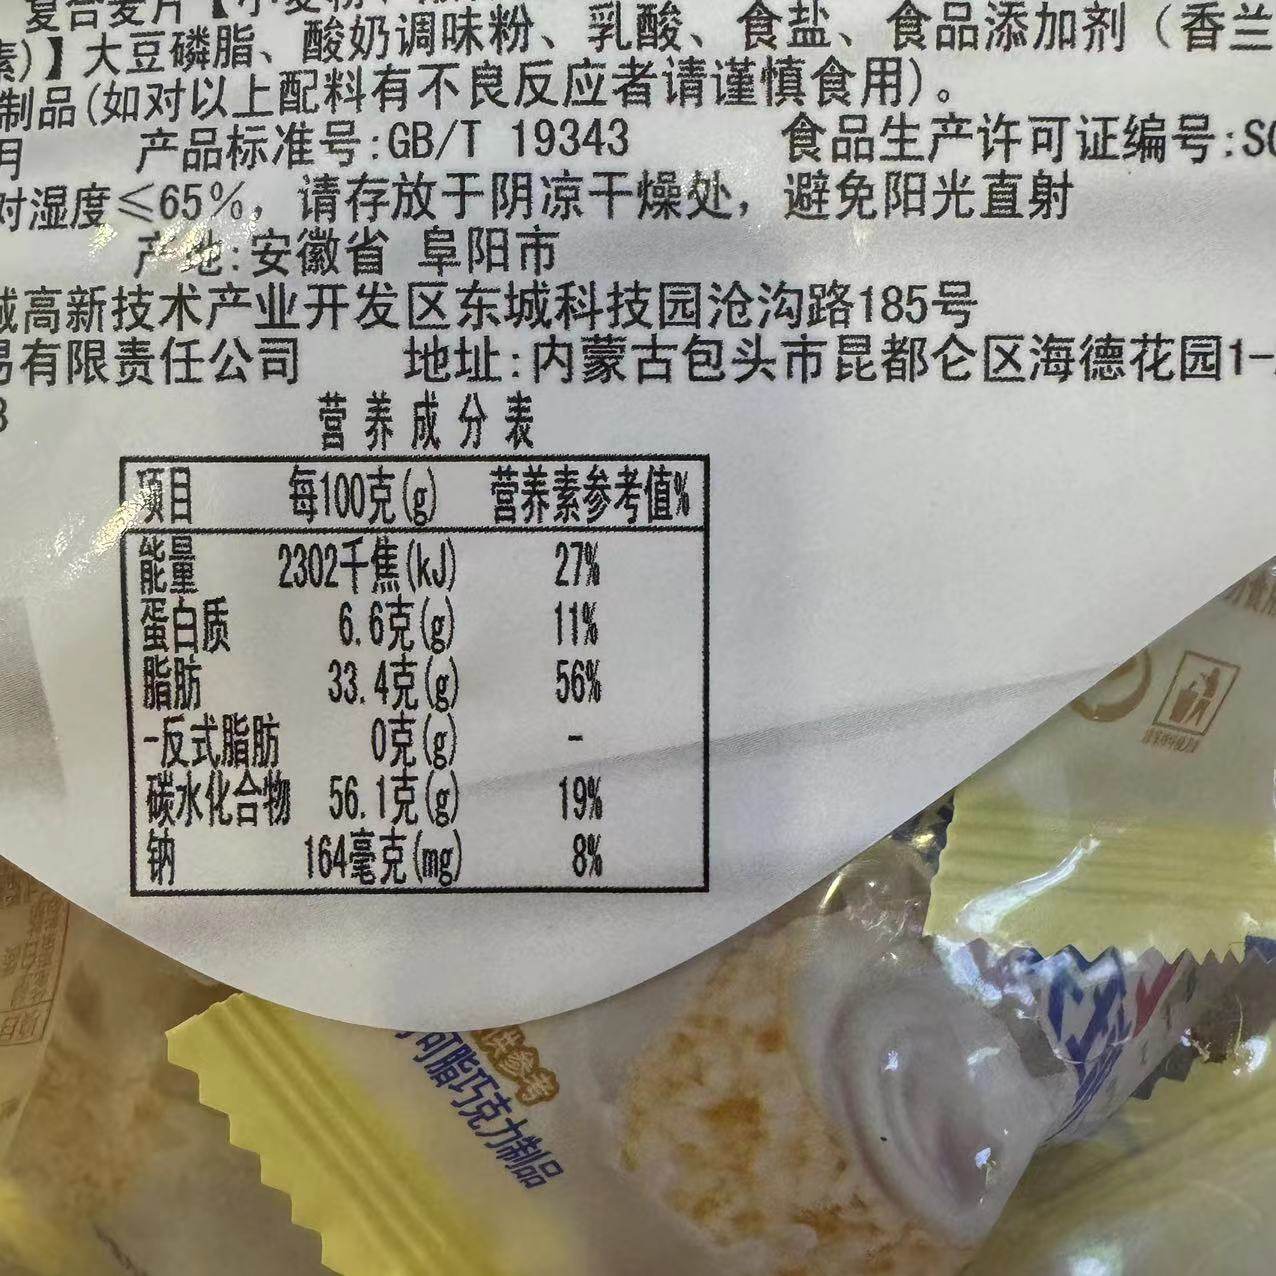 复合麦片【小麦粉、
素)】大豆磷脂、酸奶调味粉、乳酸、食盐、食品添加剂（香兰
制品(如对以上配料有不良反应者请谨慎食用)。
月 产品标准号:GB/T 19343 食品生产许可证编号:SC
对湿度≤65%，请存放于阴凉干燥处，避免阳光直射
产地:安徽省 阜阳市
城高新技术产业开发区东城科技园沧沟路185号
易有限责任公司 地址:内蒙古包头市昆都仑区海德花园1-
营养成分表
项目 每100克(g) 营养素参考值%
能量 2302千焦(kJ) 27%
蛋白质 6.6克(g) 11%
脂肪 33.4克(g) 56%
-反式脂肪 0克(g) -
碳水化合物 56.1克(g) 19%
钠 164毫克(mg) 8%
供参考
可脂巧克力制品